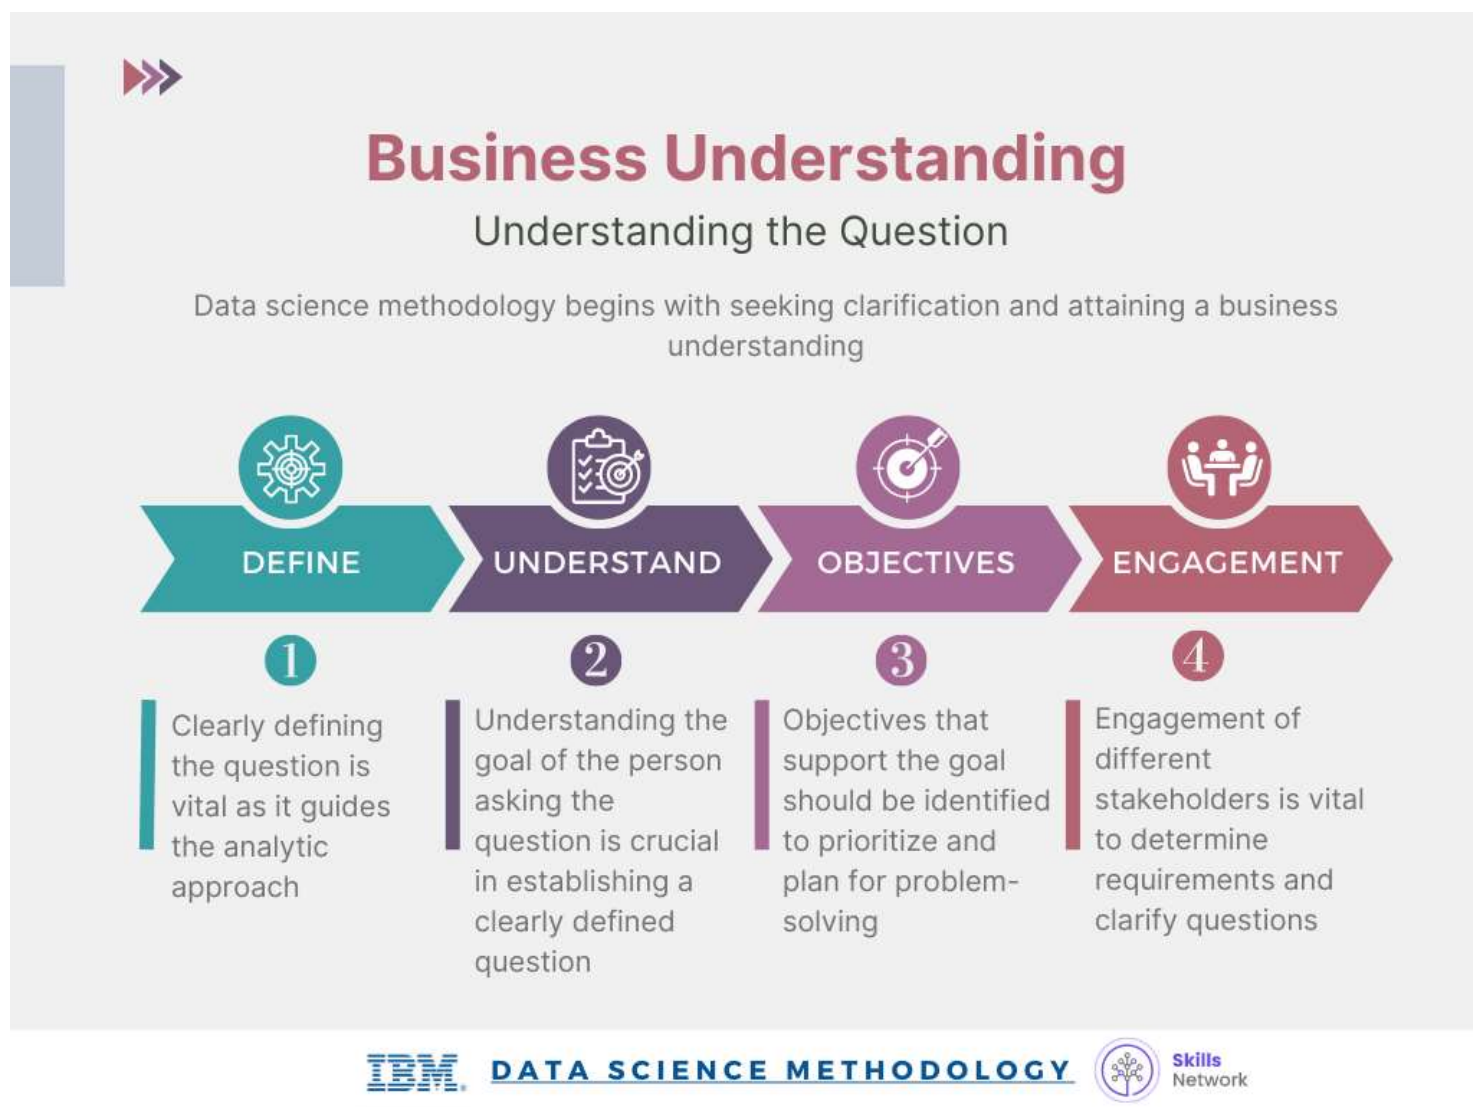 Business Understanding
Understanding the Question
Data science methodology begins with seeking clarification and attaining a business
understanding
DEFINE
UNDERSTAND
OBJECTIVES
ENGAGEMENT
1
Clearly defining
the question is
vital as it guides
the analytic
approach
2
Understanding the
goal of the person
asking the
question is crucial
in establishing a
clearly defined
question
3
Objectives that
support the goal
should be identified
to prioritize and
plan for problem-
solving
4
Engagement of
different
stakeholders is vital
to determine
requirements and
clarify questions
IBM®
DATA SCIENCE METHODOLOGY
Skills
Network